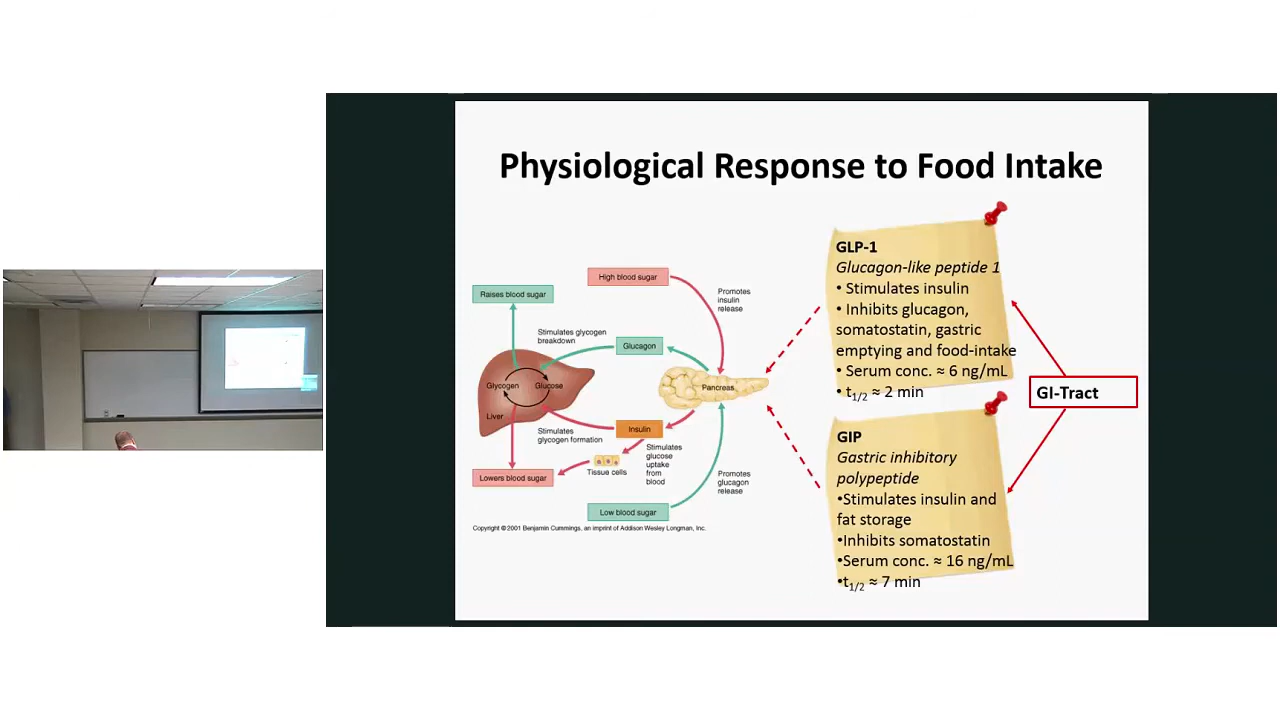 Physiological Response to Food Intake
High blood sugar
Raises blood sugar
Promotes
insulin
release
Stimulates glycogen
breakdown
Glucagon
Glycogen
Glucose
Pancreas
Liver
Insulin
Stimulates
glycogen formation
Stimulates
glucose
uptake
from
blood
Tissue cells
Lowers blood sugar
Promotes
glucagon
release
Low blood sugar
Copyright ©2001 Benjamin Cummings, an imprint of Addison Wesley Longman, Inc.
GLP-1
Glucagon-like peptide 1
• Stimulates insulin
• Inhibits glucagon,
somatostatin, gastric
emptying and food-intake
• Serum conc. ≈ 6 ng/mL
• t1/2 ≈ 2 min
GI-Tract
GIP
Gastric inhibitory
polypeptide
•Stimulates insulin and
fat storage
•Inhibits somatostatin
•Serum conc. ≈ 16 ng/mL
•t1/2 ≈ 7 min